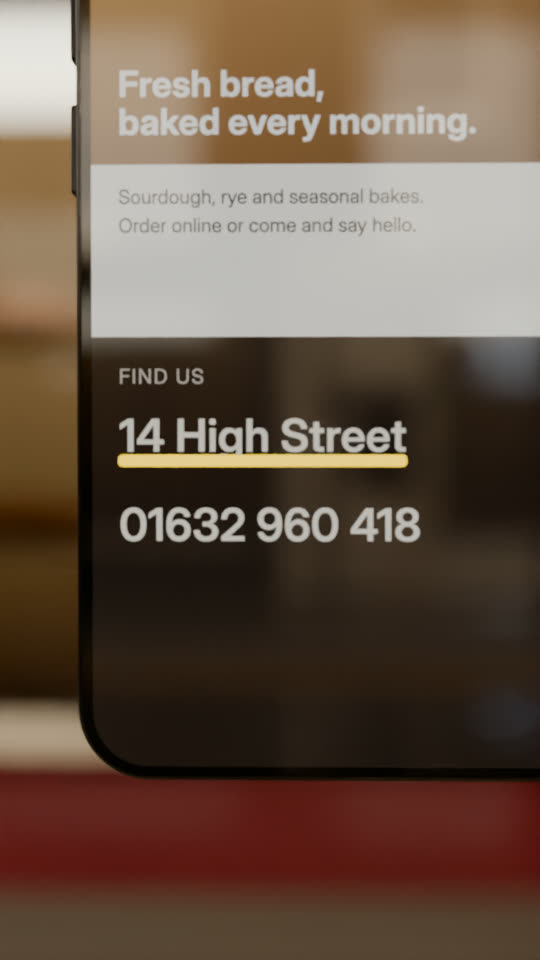 Fresh bread,
baked every morning.
Sourdough, rye and seasonal bakes.
Order online or come and say hello.
FIND US
14 High Street
01632 960 418